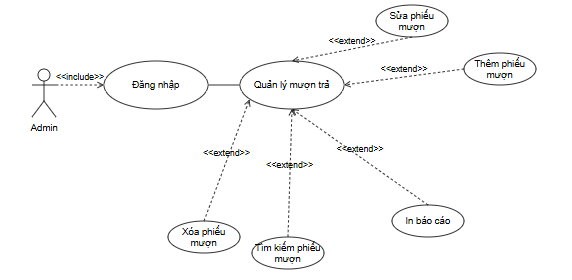 Sửa phiếu
mượn
<<extend>>
Thêm phiếu
mượn
<<extend>>
<<include>>
Đăng nhập
Quản lý mượn trả
Admin
<<extend>>
<<extend>>
<<extend>>
In báo cáo
Xóa phiếu
mượn
Tìm kiếm phiếu
mượn